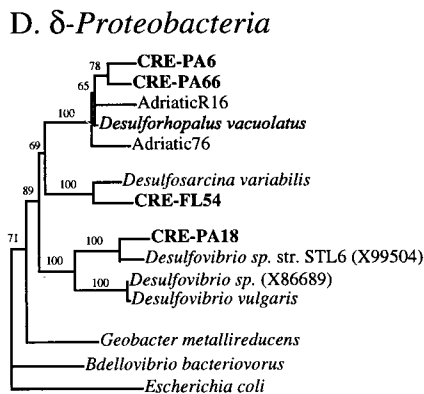 D. δ-Proteobacteria
78 CRE-PA6
65 CRE-PA66
AdriaticR16
100 Desulforhopalus vacuolatus
Adriatic76
69
100 Desulfosarcina variabilis
CRE-FL54
89
100 CRE-PA18
71
Desulfovibrio sp. str. STL6 (X99504)
100
100 Desulfovibrio sp. (X86689)
Desulfovibrio vulgaris
Geobacter metallireducens
Bdellovibrio bacteriovorus
Escherichia coli